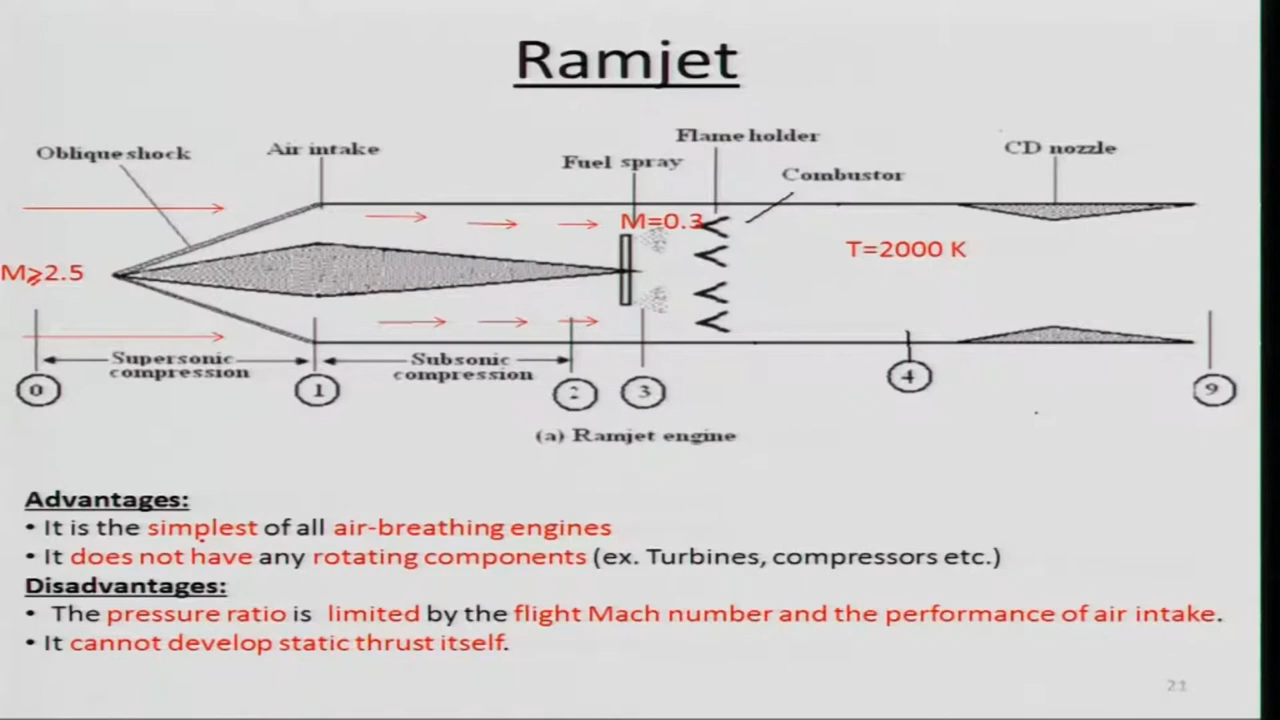 Ramjet
Flame holder
Oblique shock
Air intake
Fuel spray
CD nozzle
Combustor
M=0.3
T=2000 K
M⩾2.5
Supersonic compression
Subsonic compression
0
1
2
3
4
9
(a) Ramjet engine
Advantages:
• It is the simplest of all air-breathing engines
• It does not have any rotating components (ex. Turbines, compressors etc.)
Disadvantages:
• The pressure ratio is limited by the flight Mach number and the performance of air intake.
• It cannot develop static thrust itself.
21